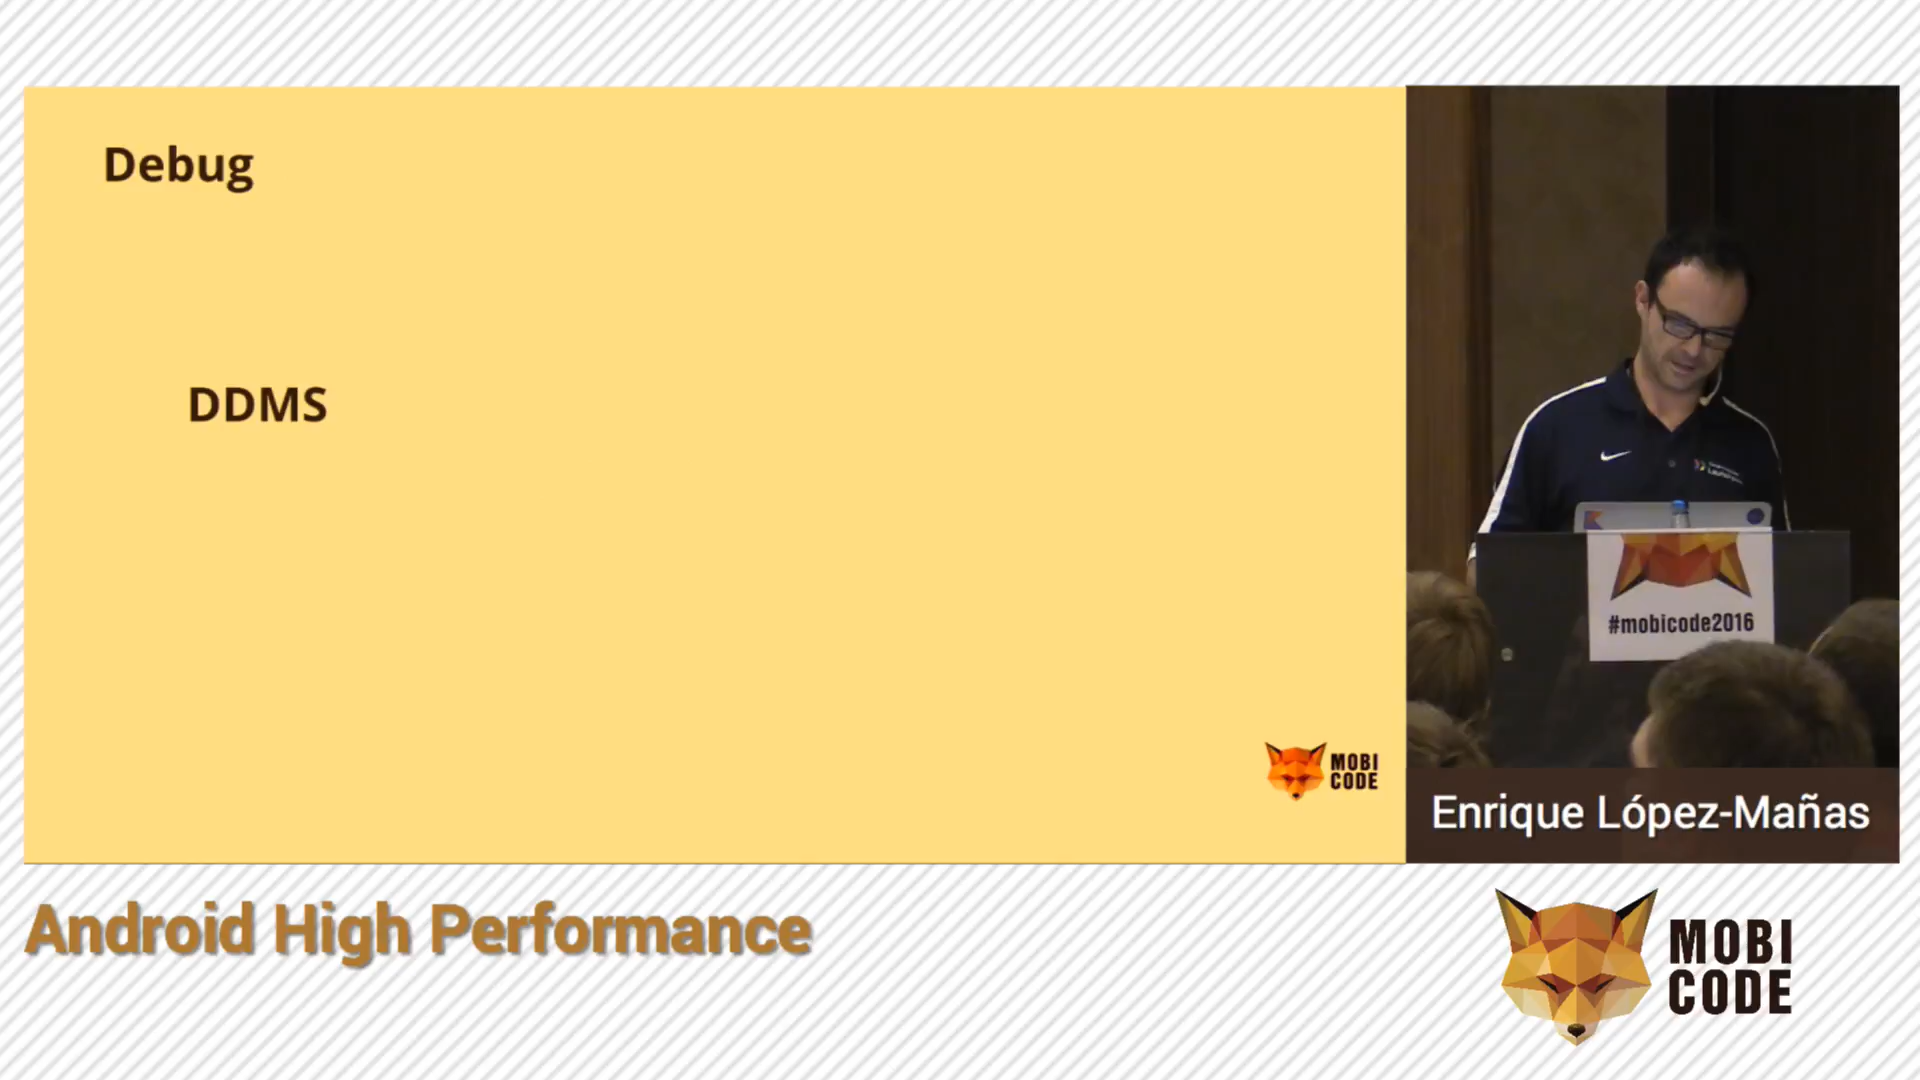 Debug
DDMS
MOBI
CODE
#mobicode2016
Enrique López-Mañas
Android High Performance
MOBI
CODE